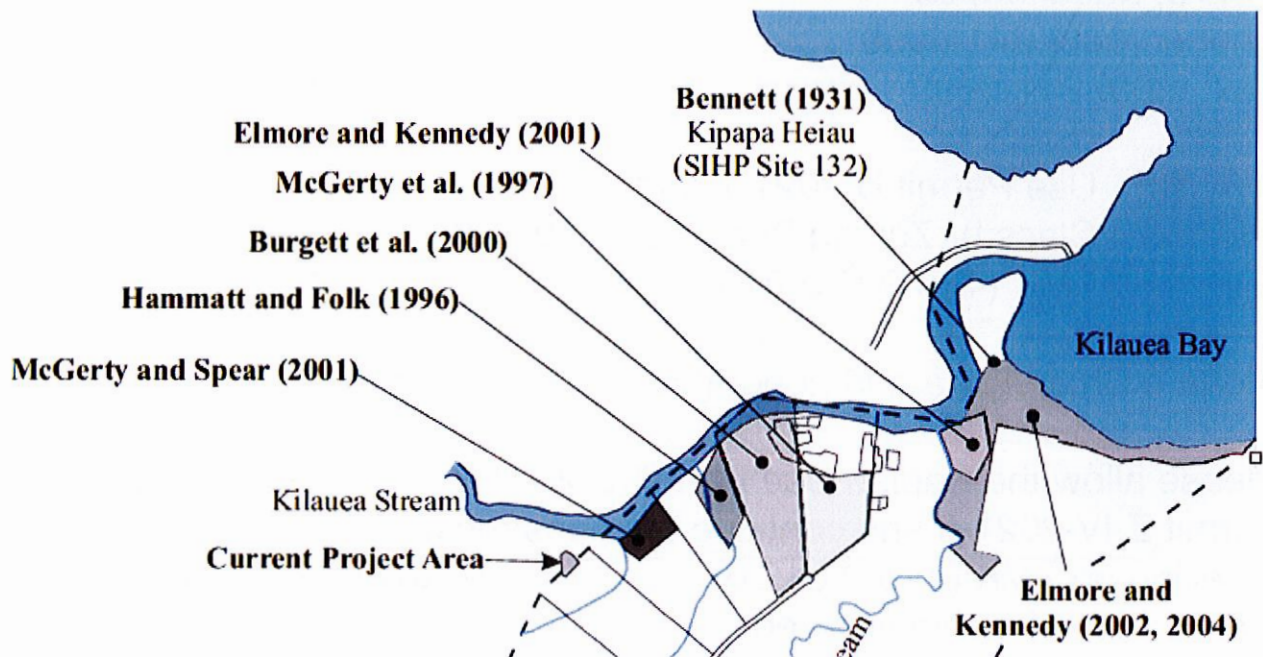 Bennett (1931)
Kipapa Heiau
(SIHP Site 132)
Elmore and Kennedy (2001)
McGerty et al. (1997)
Burgett et al. (2000)
Hammatt and Folk (1996)
McGerty and Spear (2001)
Kilauea Bay
Kilauea Stream
Current Project Area
Elmore and
Kennedy (2002, 2004)